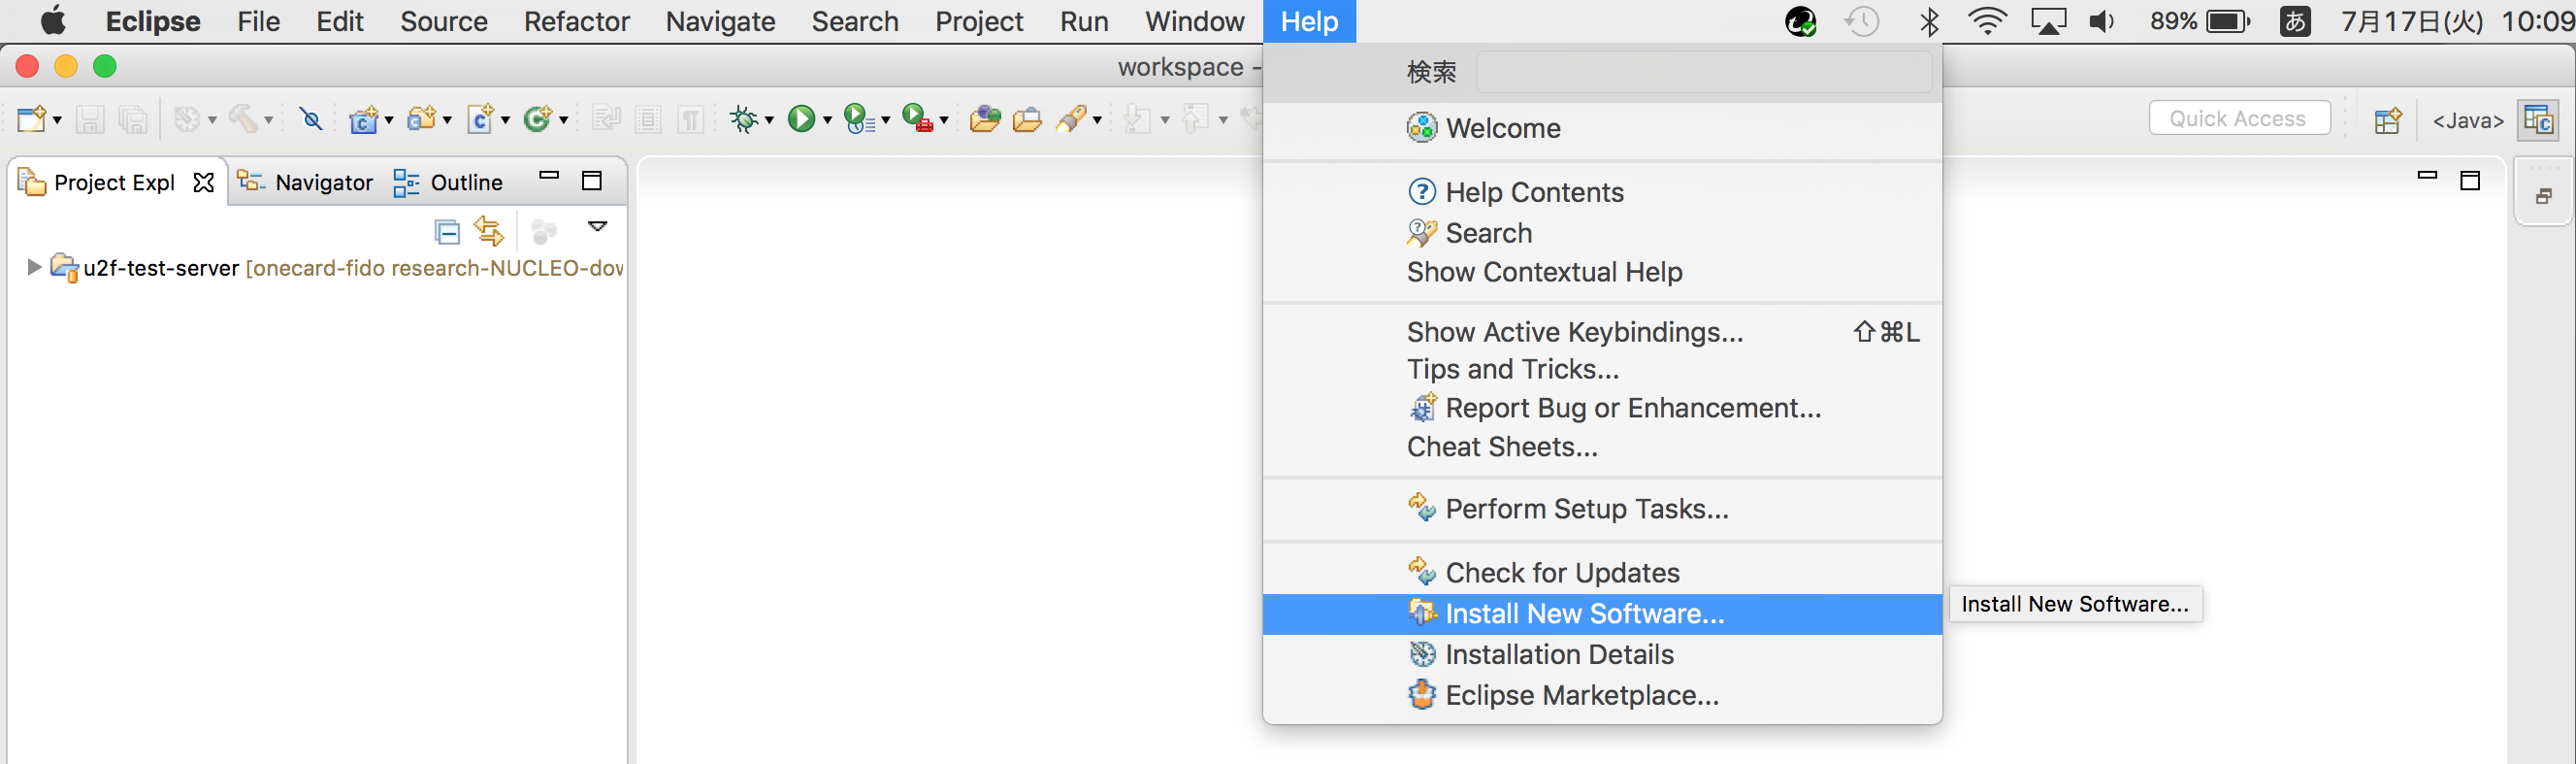 Eclipse File Edit Source Refactor Navigate Search Project Run Window Help 89% あ 7月17日(火) 10:09
workspace -
検索
Quick Access
<Java>
Project Expl Navigator Outline
u2f-test-server [onecard-fido research-NUCLEO-dov
Welcome
Help Contents
Search
Show Contextual Help
Show Active Keybindings... ⇧⌘L
Tips and Tricks...
Report Bug or Enhancement...
Cheat Sheets...
Perform Setup Tasks...
Check for Updates
Install New Software...
Install New Software...
Installation Details
Eclipse Marketplace...